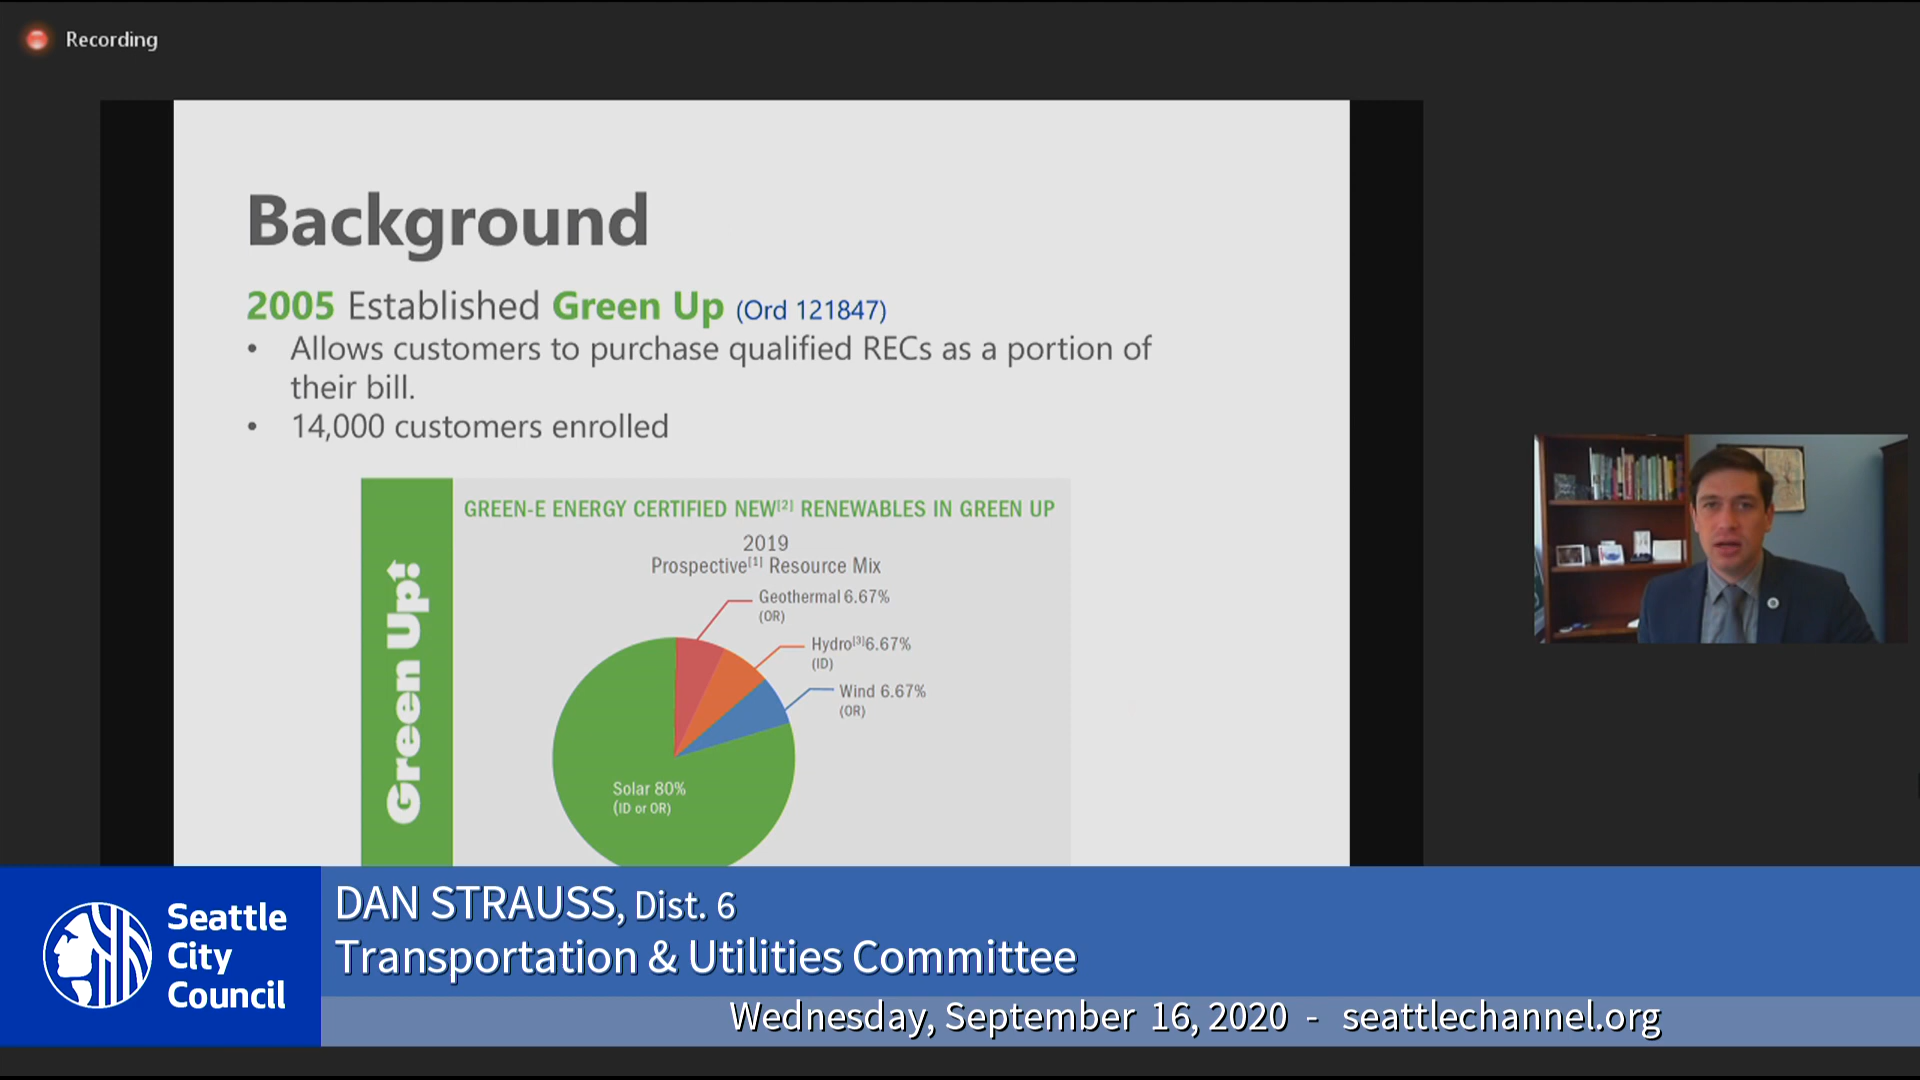 Recording
Background
2005 Established Green Up (Ord 121847)
• Allows customers to purchase qualified RECs as a portion of
their bill.
• 14,000 customers enrolled
Green Up!
GREEN-E ENERGY CERTIFIED NEW[2] RENEWABLES IN GREEN UP
2019
Prospective[1] Resource Mix
Geothermal 6.67%
(OR)
Hydro[3]6.67%
(ID)
Wind 6.67%
(OR)
Solar 80%
(ID or OR)
Seattle
City
Council
DAN STRAUSS, Dist. 6
Transportation & Utilities Committee
Wednesday, September 16, 2020 - seattlechannel.org